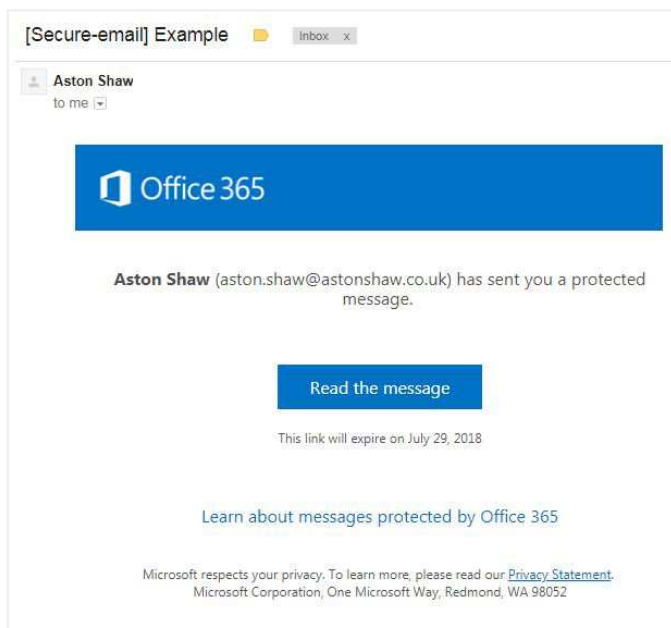 [Secure-email] Example
Inbox x
Aston Shaw
to me
Office 365
Aston Shaw (aston.shaw@astonshaw.co.uk) has sent you a protected
message.
Read the message
This link will expire on July 29, 2018
Learn about messages protected by Office 365
Microsoft respects your privacy. To learn more, please read our Privacy Statement.
Microsoft Corporation, One Microsoft Way, Redmond, WA 98052